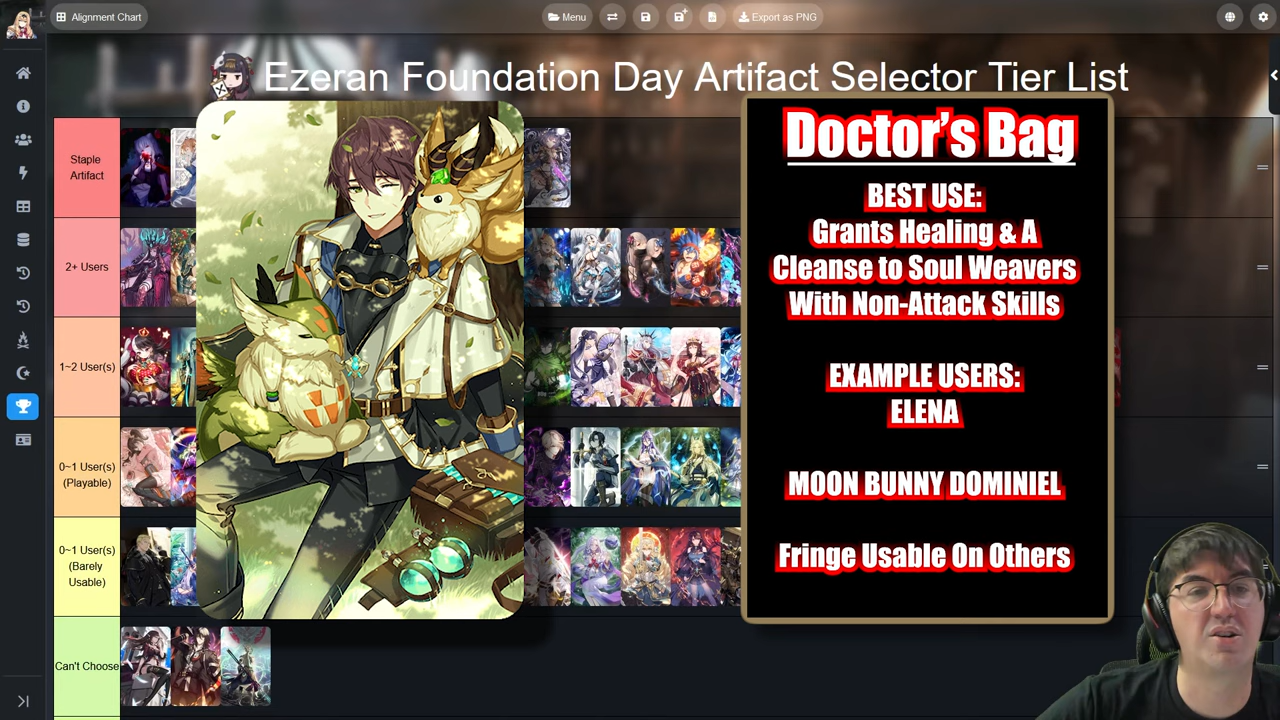 Alignment Chart
Menu
Export as PNG
Ezeran Foundation Day Artifact Selector Tier List
Staple
Artifact
2+ Users
1~2 User(s)
0~1 User(s)
(Playable)
0~1 User(s)
(Barely
Usable)
Can't Choose
Doctor's Bag
BEST USE:
Grants Healing & A
Cleanse to Soul Weavers
With Non-Attack Skills
EXAMPLE USERS:
ELENA
MOON BUNNY DOMINIEL
Fringe Usable On Others